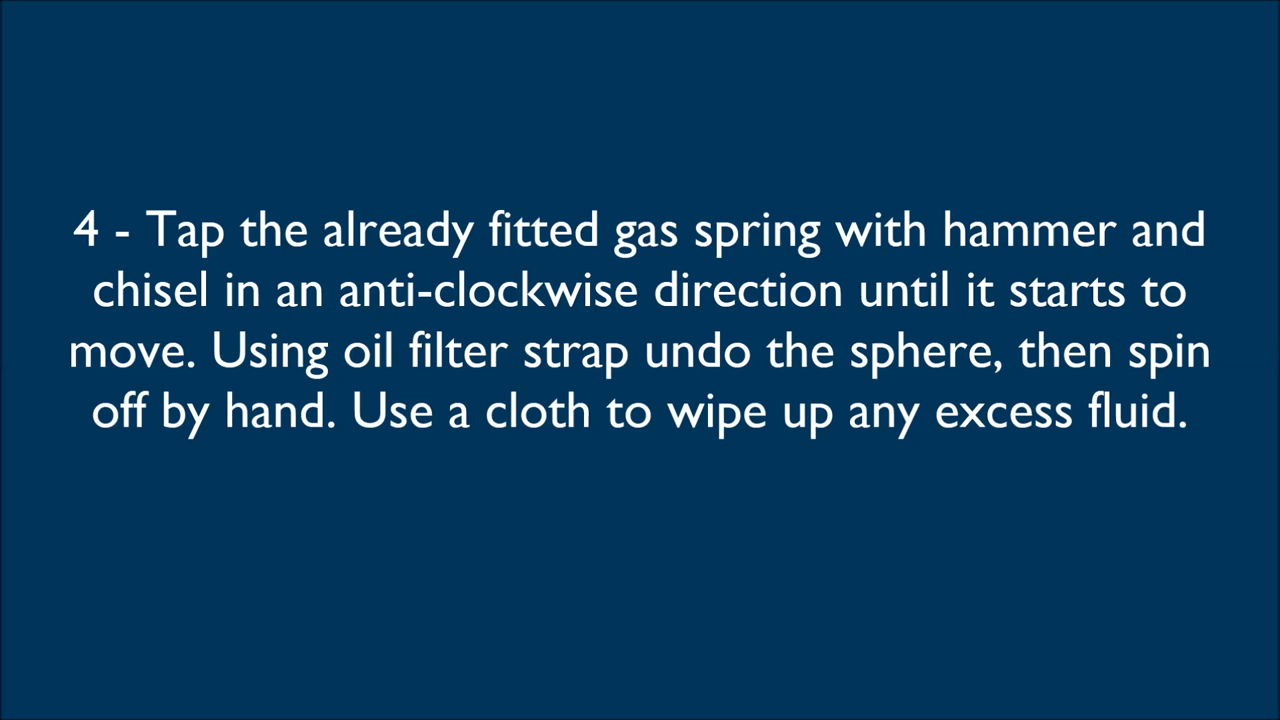 4 - Tap the already fitted gas spring with hammer and
chisel in an anti-clockwise direction until it starts to
move. Using oil filter strap undo the sphere, then spin
off by hand. Use a cloth to wipe up any excess fluid.